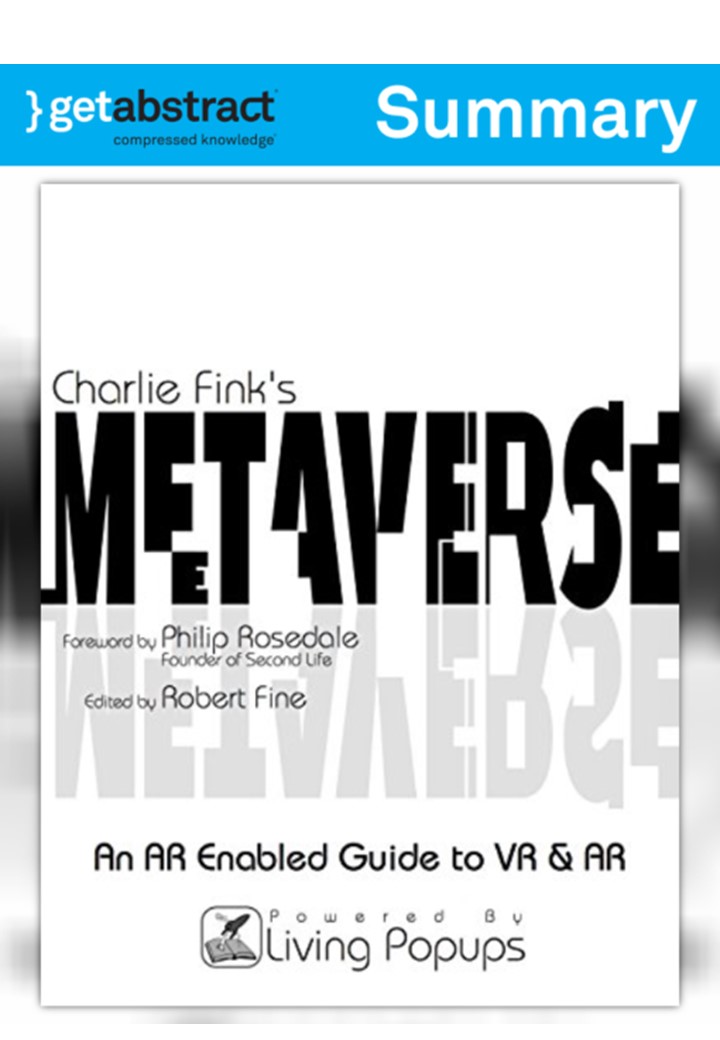 }getabstract
compressed knowledge
Summary
Charlie Fink's
METAVERSE
Foreword by Philip Rosedale
Founder of Second Life
Edited by Robert Fine
An AR Enabled Guide to VR & AR
Powered By
Living Popups